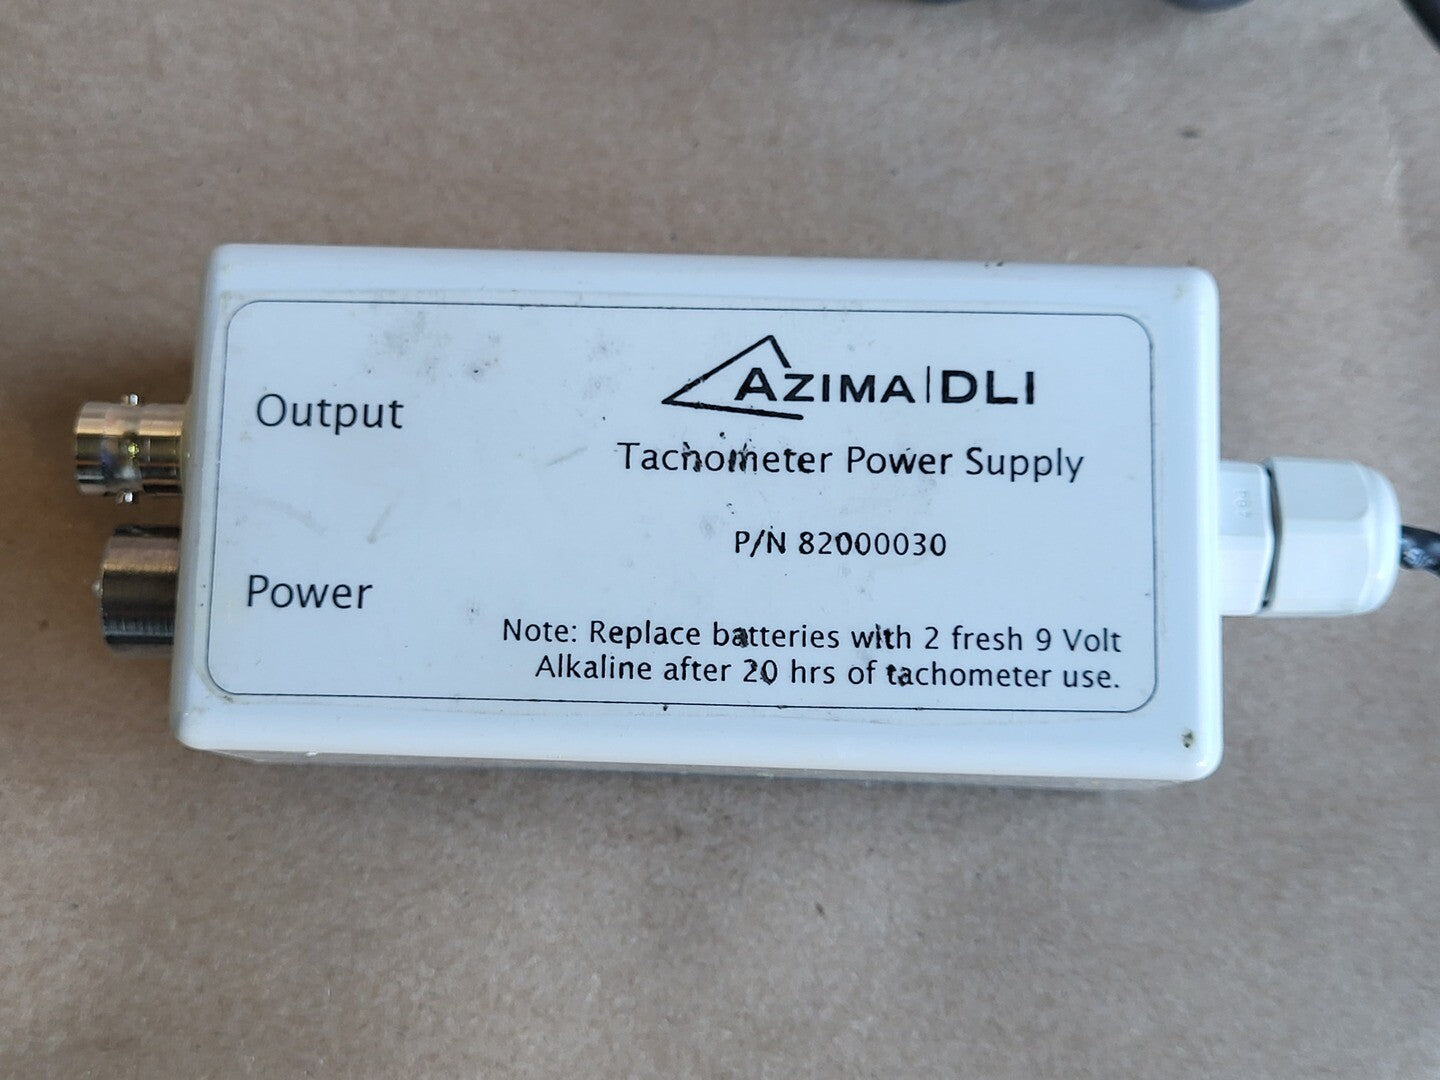 AZIMA|DLI
Output
Tachometer Power Supply
P/N 82000030
Power
Note: Replace batteries with 2 fresh 9 Volt
Alkaline after 20 hrs of tachometer use.